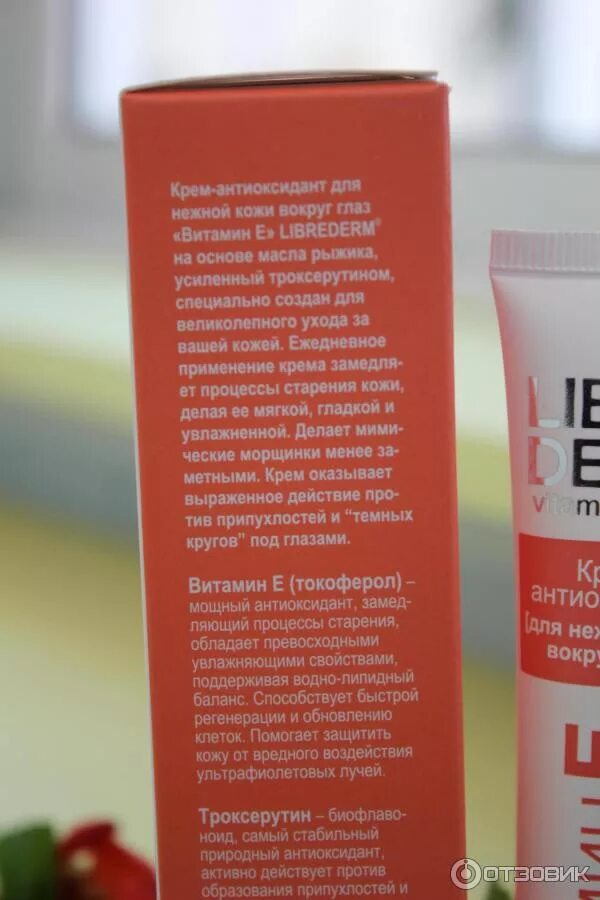 Крем-антиоксидант для
нежной кожи вокруг глаз
«Витамин Е» LIBREDERM®
на основе масла рыжика,
усиленный троксерутином,
специально создан для
великолепного ухода за
вашей кожей. Ежедневное
применение крема замедля-
ет процессы старения кожи,
делая ее мягкой, гладкой и
увлажненной. Делает мими-
ческие морщинки менее за-
метными. Крем оказывает
выраженное действие про-
тив припухлостей и “темных
кругов” под глазами.
Витамин Е (токоферол) –
мощный антиоксидант, замед-
ляющий процессы старения,
обладает превосходными
увлажняющими свойствами,
поддерживая водно-липидный
баланс. Способствует быстрой
регенерации и обновлению
клеток. Помогает защитить
кожу от вредного воздействия
ультрафиолетовых лучей.
Троксерутин – биофлаво-
ноид, самый стабильный
природный антиоксидант,
активно действует против
образования припухлостей и
LIB
DE
vitam
Кр
антиo
(для неж
вокру
ОТЗОВИК